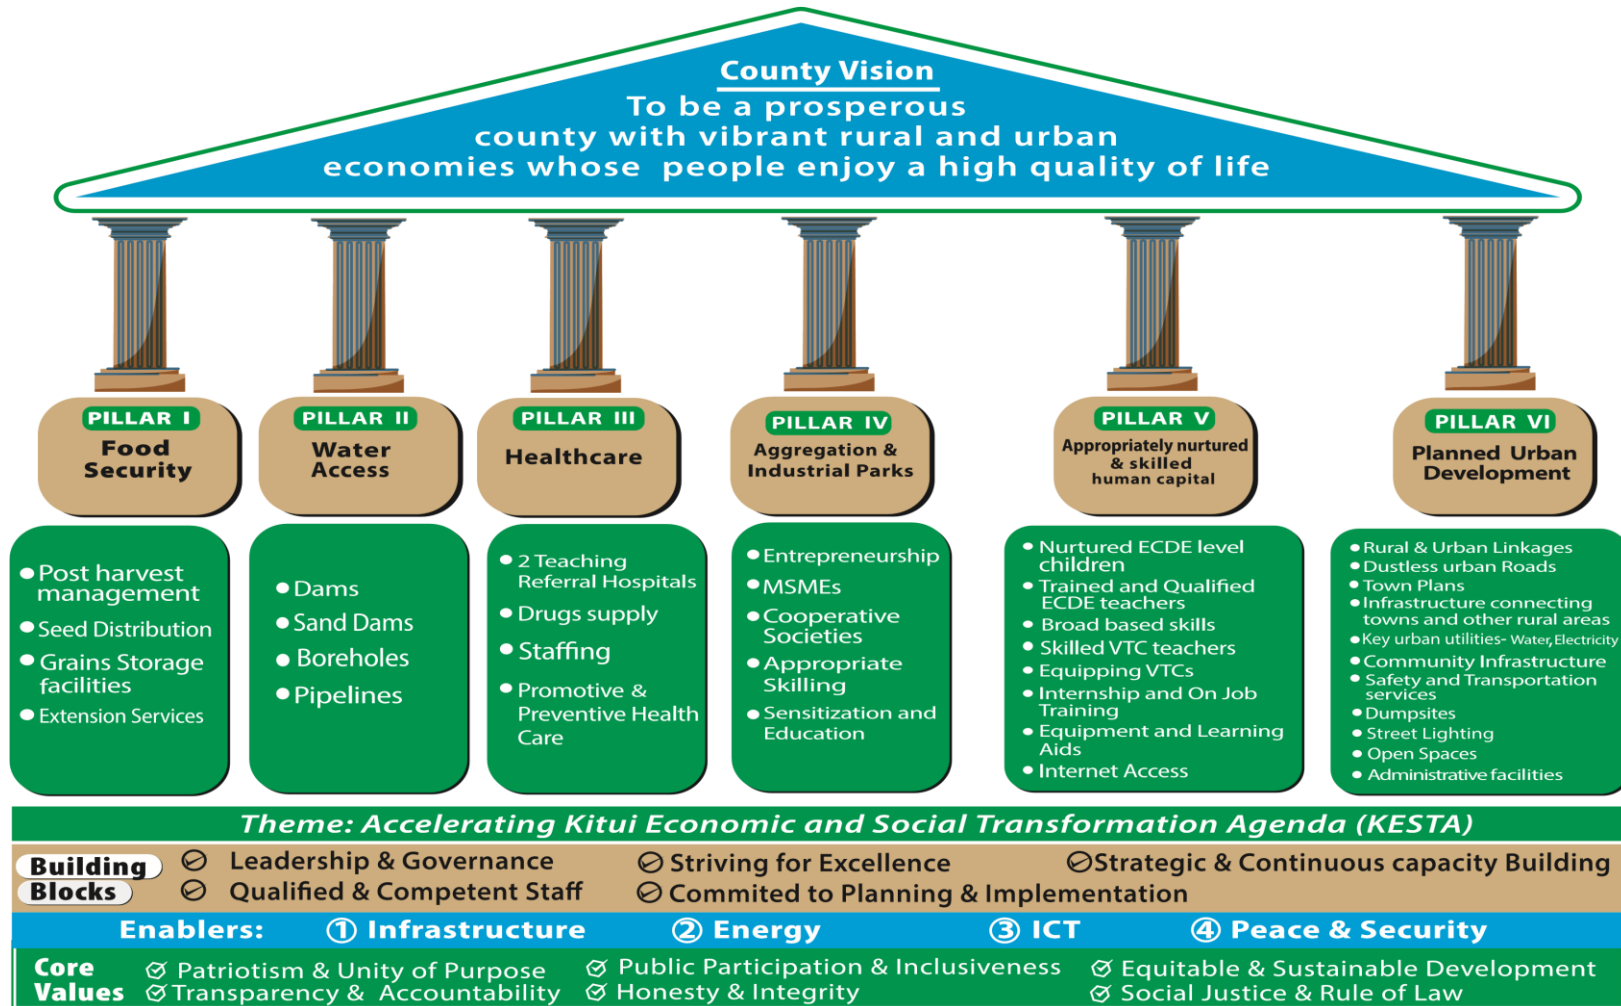 County Vision
To be a prosperous
county with vibrant rural and urban
economies whose people enjoy a high quality of life
PILLAR I
Food
Security
PILLAR II
Water
Access
PILLAR III
Healthcare
PILLAR IV
Aggregation &
Industrial Parks
PILLAR V
Appropriately nurtured
& skilled
human capital
PILLAR VI
Planned Urban
Development
• Post harvest
management
• Seed Distribution
• Grains Storage
facilities
• Extension Services
• Dams
• Sand Dams
• Boreholes
• Pipelines
• 2 Teaching
Referral Hospitals
• Drugs supply
• Staffing
• Promotive &
Preventive Health
Care
• Entrepreneurship
• MSMEs
• Cooperative
Societies
• Appropriate
Skilling
• Sensitization and
Education
• Nurtured ECDE level
children
• Trained and Qualified
ECDE teachers
• Broad based skills
• Skilled VTC teachers
• Equipping VTCs
• Internship and On Job
Training
• Equipment and Learning
Aids
• Internet Access
• Rural & Urban Linkages
• Dustless urban Roads
• Town Plans
• Infrastructure connecting
towns and other rural areas
• Key urban utilities- Water, Electricity
• Community Infrastructure
• Safety and Transportation
services
• Dumpsites
• Street Lighting
• Open Spaces
• Administrative facilities
Theme: Accelerating Kitui Economic and Social Transformation Agenda (KESTA)
Building Leadership & Governance Striving for Excellence Strategic & Continuous capacity Building
Blocks Qualified & Competent Staff Commited to Planning & Implementation
Enablers: 1 Infrastructure 2 Energy 3 ICT 4 Peace & Security
Core Patriotism & Unity of Purpose Public Participation & Inclusiveness Equitable & Sustainable Development
Values Transparency & Accountability Honesty & Integrity Social Justice & Rule of Law